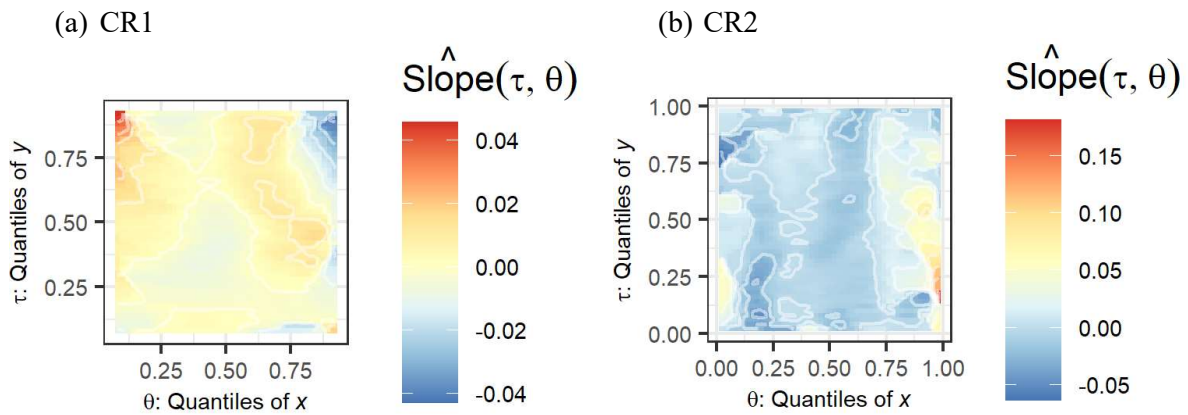 (a) CR1
^
Slope(τ, θ)
0.04
0.02
0.00
-0.02
-0.04
τ: Quantiles of y
0.75
0.50
0.25
0.25 0.50 0.75
θ: Quantiles of x
(b) CR2
^
Slope(τ, θ)
0.15
0.10
0.05
0.00
-0.05
τ: Quantiles of y
1.00
0.75
0.50
0.25
0.00
0.00 0.25 0.50 0.75 1.00
θ: Quantiles of x